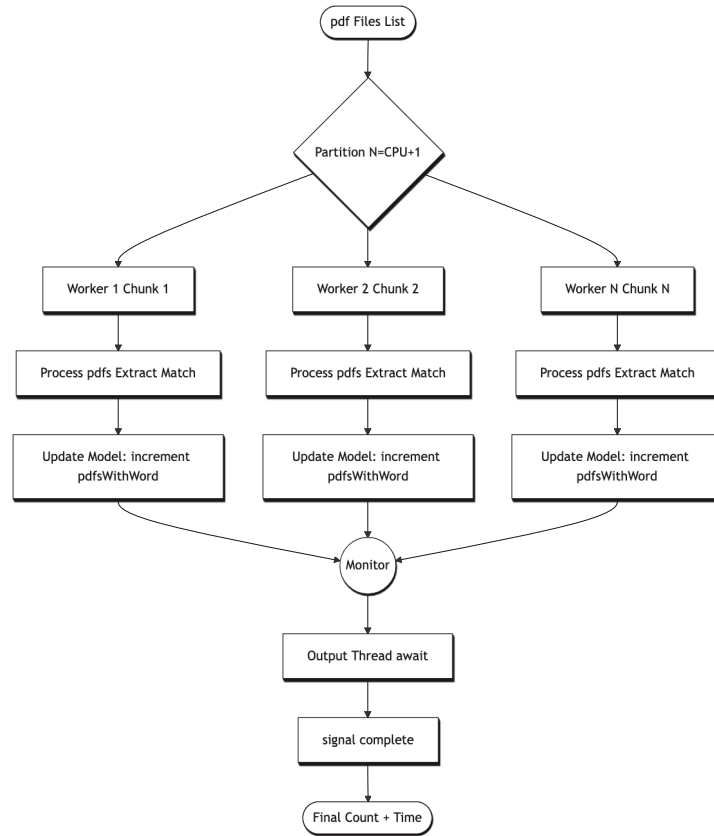 pdf Files List
Partition N=CPU+1
Worker 1 Chunk 1
Worker 2 Chunk 2
Worker N Chunk N
Process pdfs Extract Match
Process pdfs Extract Match
Process pdfs Extract Match
Update Model: increment
pdfsWithWord
Update Model: increment
pdfsWithWord
Update Model: increment
pdfsWithWord
Monitor
Output Thread await
signal complete
Final Count + Time